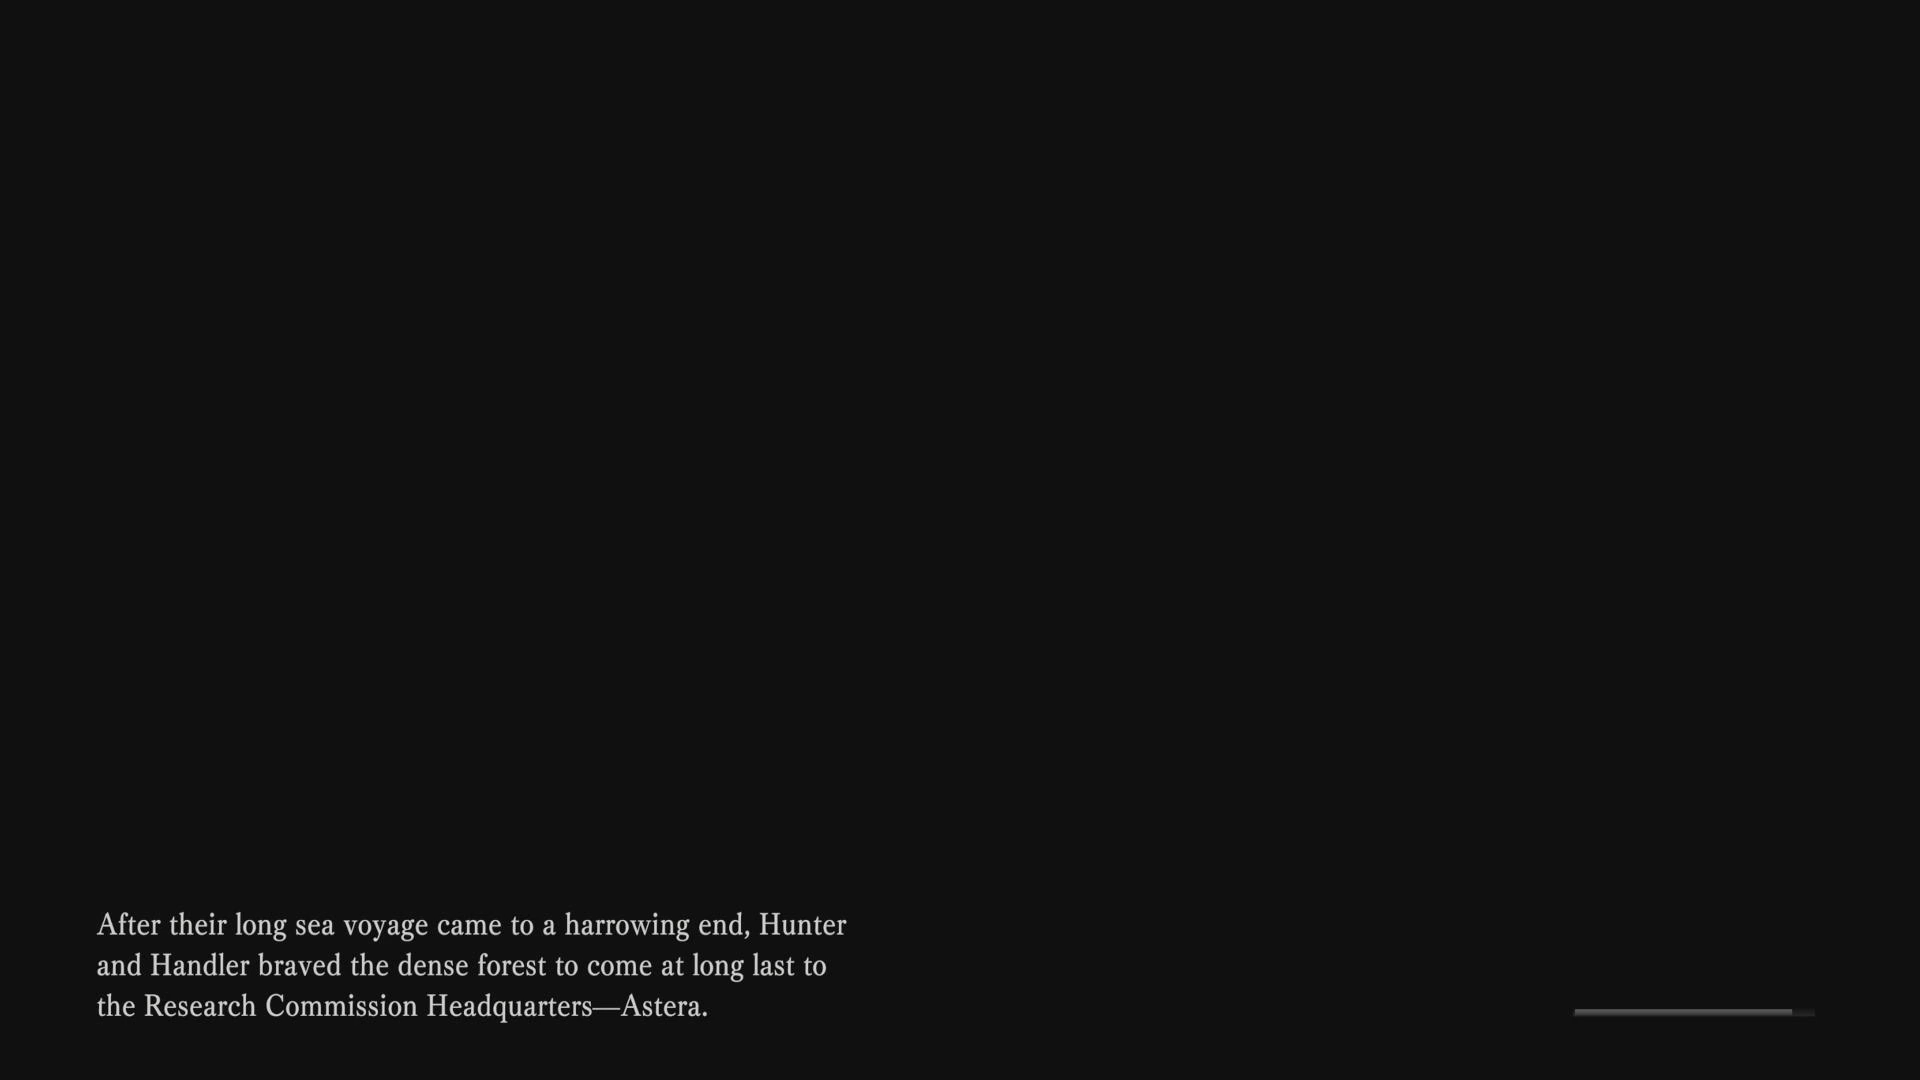 After their long sea voyage came to a harrowing end, Hunter
and Handler braved the dense forest to come at long last to
the Research Commission Headquarters—Astera.